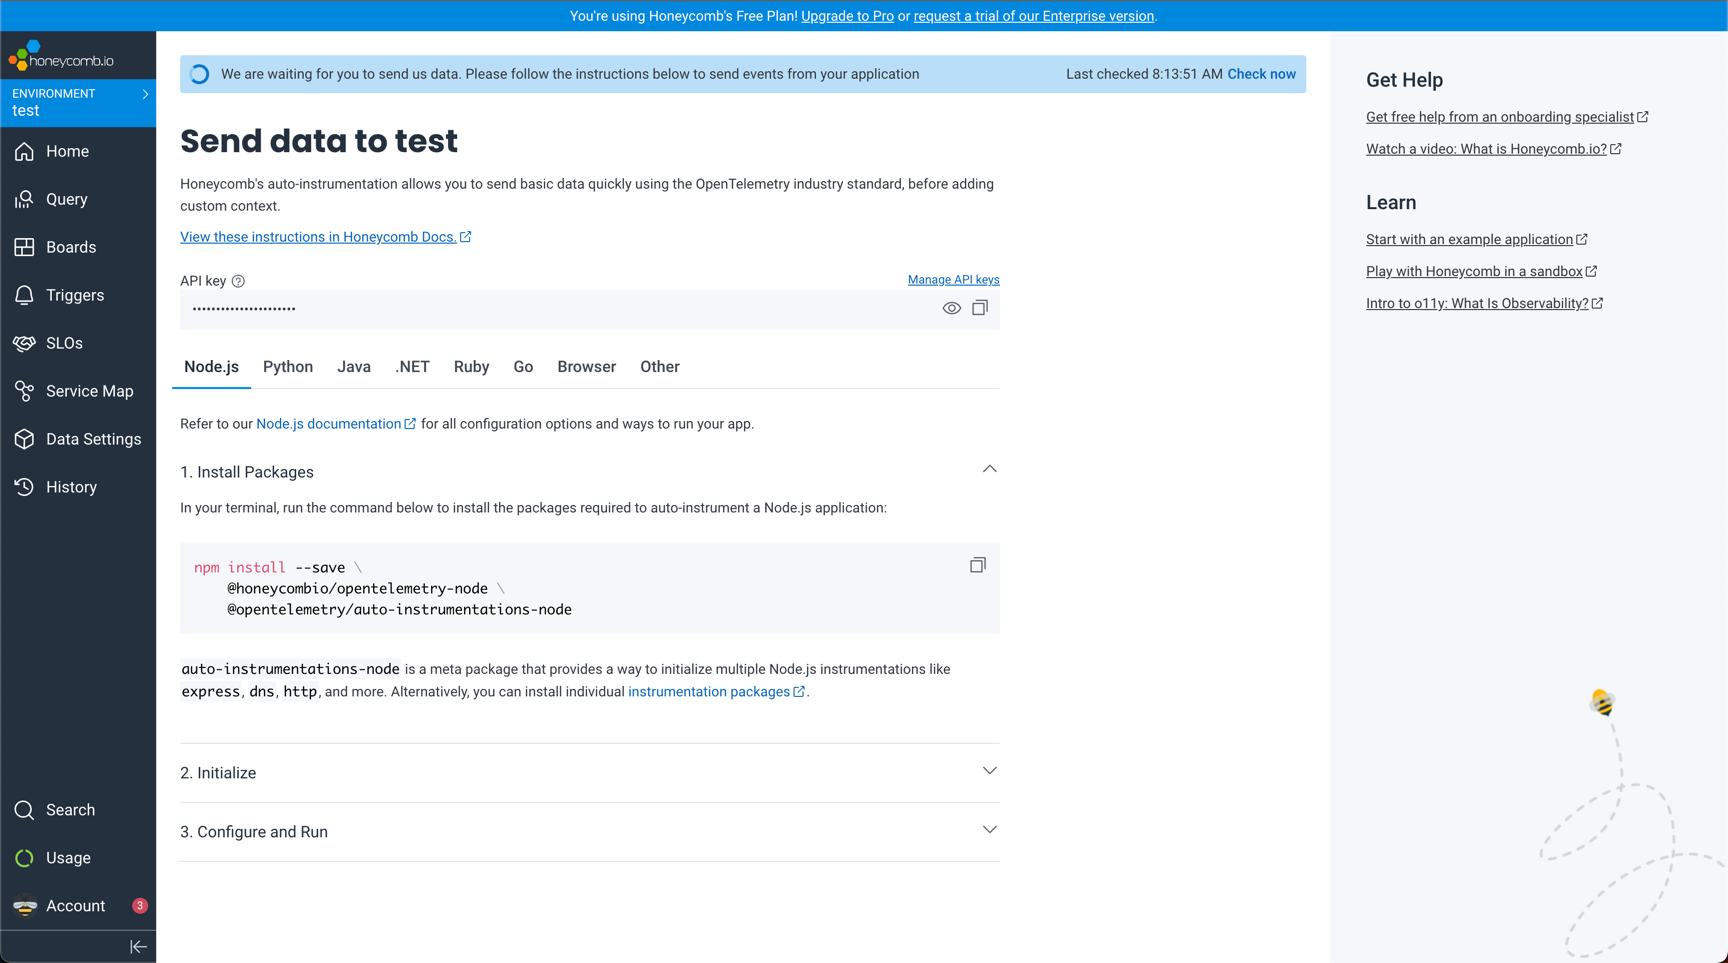 You're using Honeycomb's Free Plan! Upgrade to Pro or request a trial of our Enterprise version.
honeycomb.io
ENVIRONMENT
test
Home
Query
Boards
Triggers
SLOs
Service Map
Data Settings
History
Search
Usage
Account 3
We are waiting for you to send us data. Please follow the instructions below to send events from your application
Last checked 8:13:51 AM Check now
Send data to test
Honeycomb's auto-instrumentation allows you to send basic data quickly using the OpenTelemetry industry standard, before adding
custom context.
View these instructions in Honeycomb Docs.
API key
Manage API keys
••••••••••••••••••••••
Node.js Python Java .NET Ruby Go Browser Other
Refer to our Node.js documentation for all configuration options and ways to run your app.
1. Install Packages
In your terminal, run the command below to install the packages required to auto-instrument a Node.js application:
npm install --save \
@honeycombio/opentelemetry-node \
@opentelemetry/auto-instrumentations-node
auto-instrumentations-node is a meta package that provides a way to initialize multiple Node.js instrumentations like
express, dns, http, and more. Alternatively, you can install individual instrumentation packages.
2. Initialize
3. Configure and Run
Get Help
Get free help from an onboarding specialist
Watch a video: What is Honeycomb.io?
Learn
Start with an example application
Play with Honeycomb in a sandbox
Intro to o11y: What Is Observability?